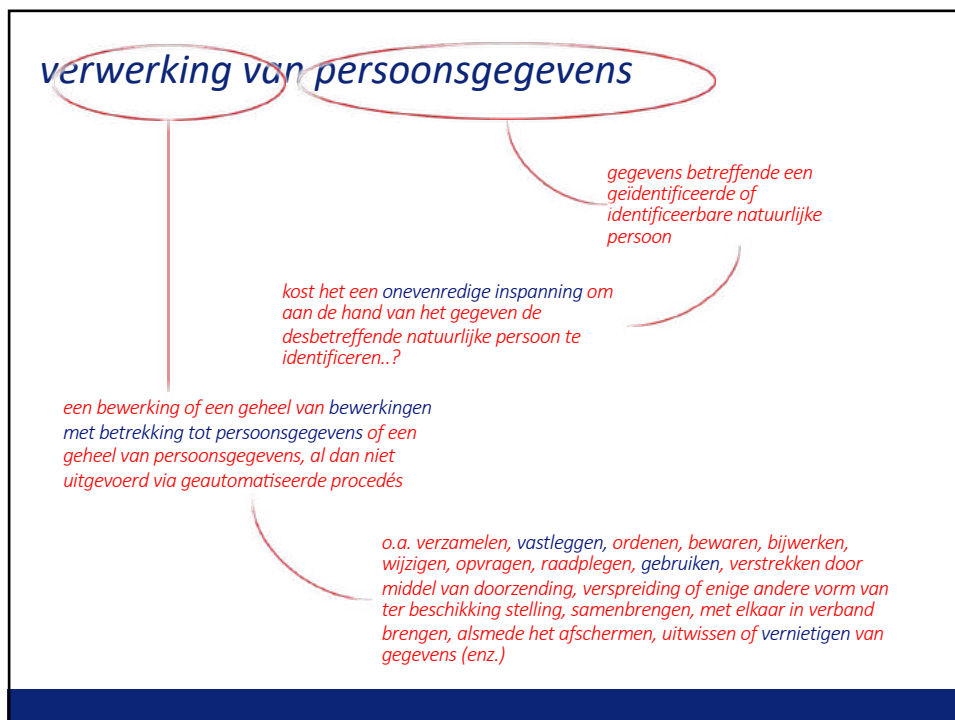 verwerking van persoonsgegevens
gegevens betreffende een
geïdentificeerde of
identificeerbare natuurlijke
persoon
kost het een onevenredige inspanning om
aan de hand van het gegeven de
desbetreffende natuurlijke persoon te
identificeren..?
een bewerking of een geheel van bewerkingen
met betrekking tot persoonsgegevens of een
geheel van persoonsgegevens, al dan niet
uitgevoerd via geautomatiseerde procedés
o.a. verzamelen, vastleggen, ordenen, bewaren, bijwerken,
wijzigen, opvragen, raadplegen, gebruiken, verstrekken door
middel van doorzending, verspreiding of enige andere vorm van
ter beschikking stelling, samenbrengen, met elkaar in verband
brengen, alsmede het afschermen, uitwissen of vernietigen van
gegevens (enz.)